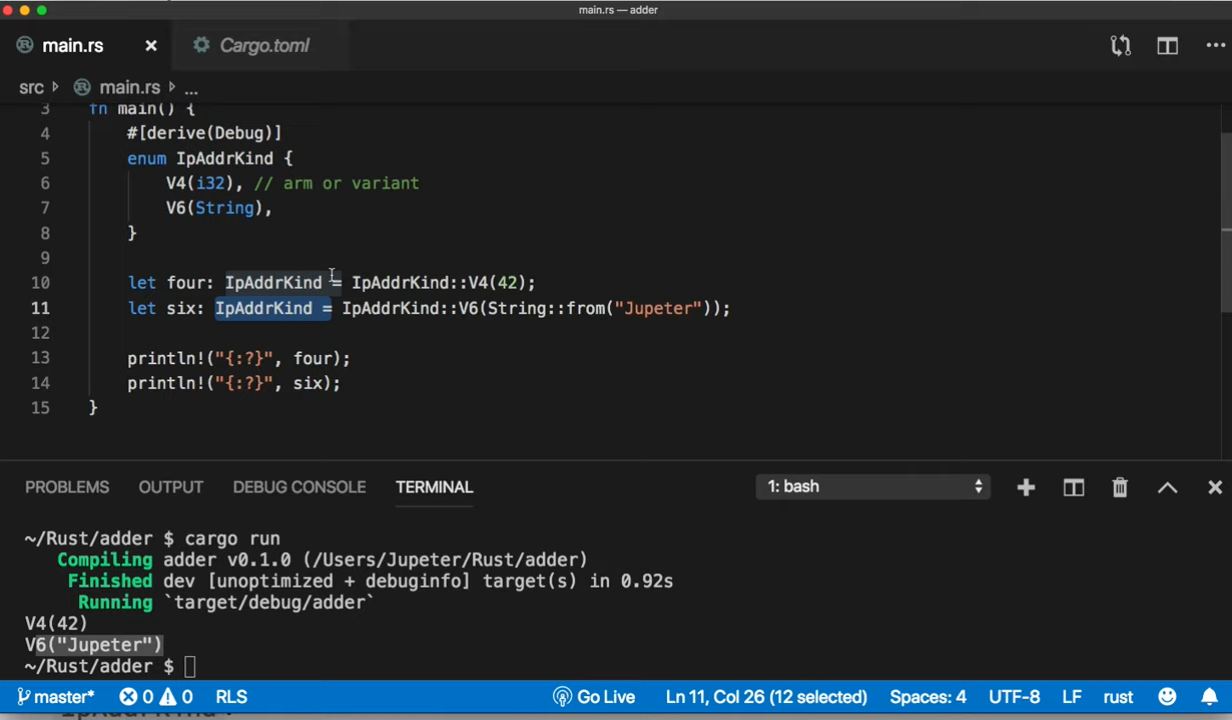 main.rs — adder
main.rs
Cargo.toml
src main.rs ...
3 fn main() {
4 #[derive(Debug)]
5 enum IpAddrKind {
6 V4(i32), // arm or variant
7 V6(String),
8 }
9
10 let four: IpAddrKind = IpAddrKind::V4(42);
11 let six: IpAddrKind = IpAddrKind::V6(String::from("Jupeter"));
12
13 println!("{:?}", four);
14 println!("{:?}", six);
15 }
PROBLEMS OUTPUT DEBUG CONSOLE TERMINAL 1: bash
~/Rust/adder $ cargo run
Compiling adder v0.1.0 (/Users/Jupeter/Rust/adder)
Finished dev [unoptimized + debuginfo] target(s) in 0.92s
Running `target/debug/adder`
V4(42)
V6("Jupeter")
~/Rust/adder $
master* 0 0 RLS Go Live Ln 11, Col 26 (12 selected) Spaces: 4 UTF-8 LF rust